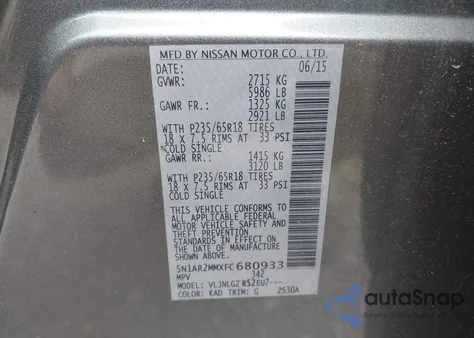 MFD BY NISSAN MOTOR CO., LTD.
DATE: 06/15
GVWR: 2715 KG
5986 LB
GAWR FR.: 1325 KG
2921 LB
WITH P235/65R18 TIRES
18 X 7.5 RIMS AT 33 PSI
COLD SINGLE
GAWR RR.: 1415 KG
3120 LB
WITH P235/65R18 TIRES
18 X 7.5 RIMS AT 33 PSI
COLD SINGLE
THIS VEHICLE CONFORMS TO
ALL APPLICABLE FEDERAL
MOTOR VEHICLE SAFETY
AND THEFT PREVENTION
STANDARDS IN EFFECT ON
THE DATE OF MANUFACTURE
SHOWN ABOVE.
5N1AR2MMXFC680933
MPV 342
MODEL: VLJNLGZ R52EU7---
COLOR: KAD TRIM: G 2530A
autoSnap
Powered by